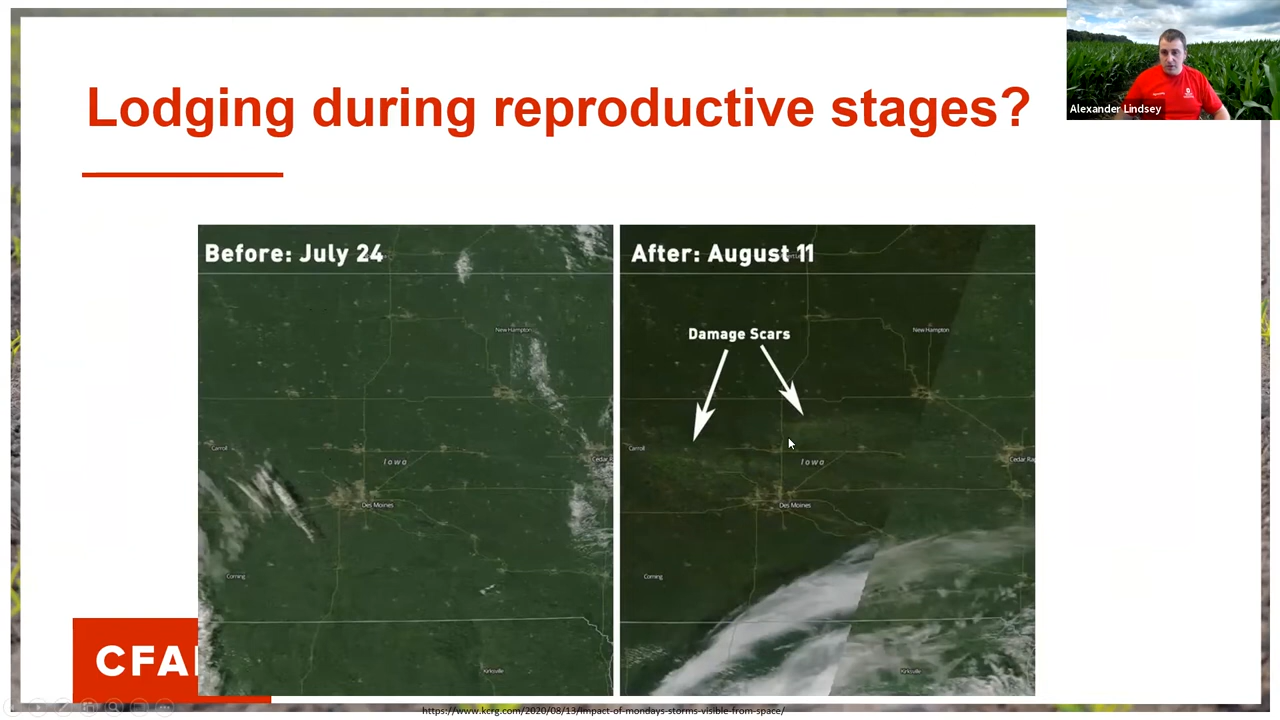 Lodging during reproductive stages?
Alexander Lindsey
Before: July 24
New Hampton
Carroll
Iowa
Cedar Ra
Des Moines
Corning
Kirksville
After: August 11
Damage Scars
New Hampton
Carroll
Iowa
Cedar Rap
Des Moines
Corning
Kirksville
CFA
https://www.kcrg.com/2020/08/13/impact-of-mondays-storms-visible-from-space/